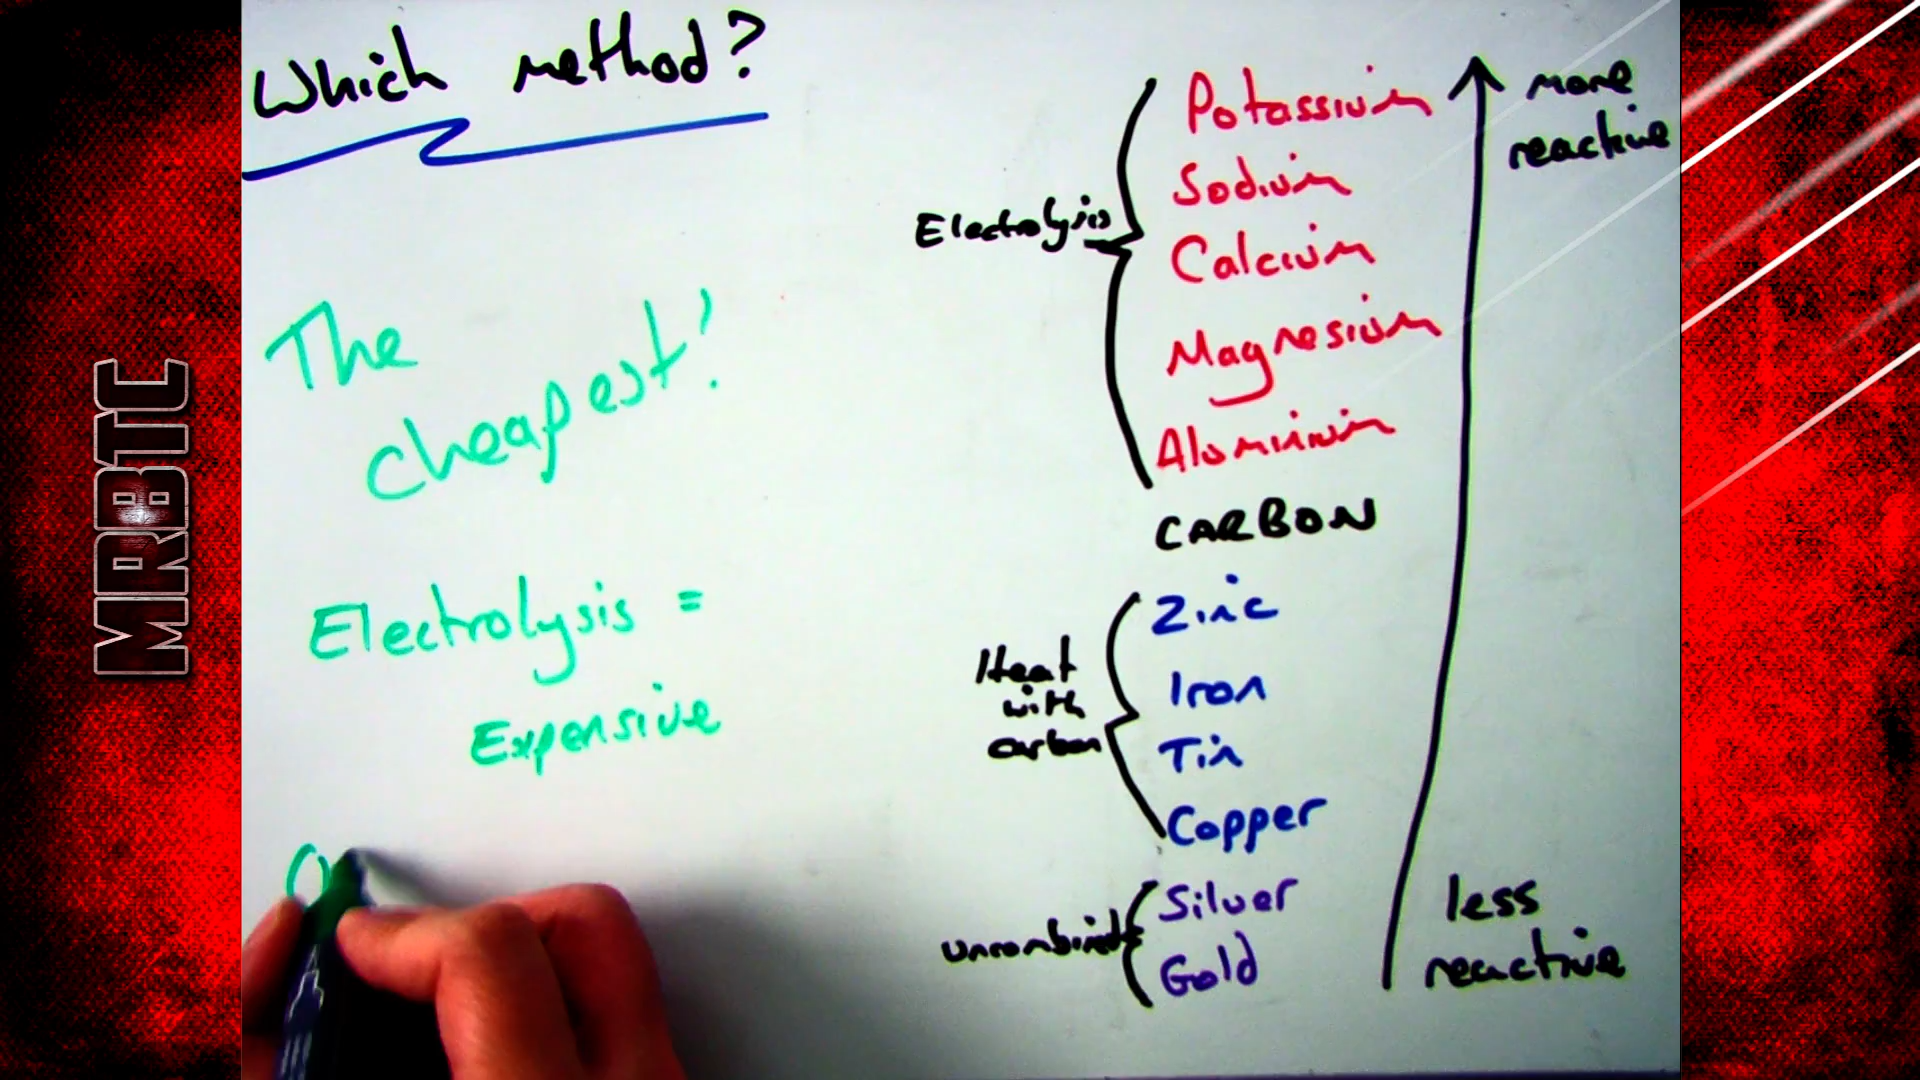 Which method?
The
cheapest!
Electrolysis =
Expensive
Electrolysis
Potassium
Sodium
Calcium
Magnesium
Aluminium
CARBON
Heat
with
carbon
Zinc
Iron
Tin
Copper
uncombined
Silver
Gold
more
reactive
less
reactive
MRBTC